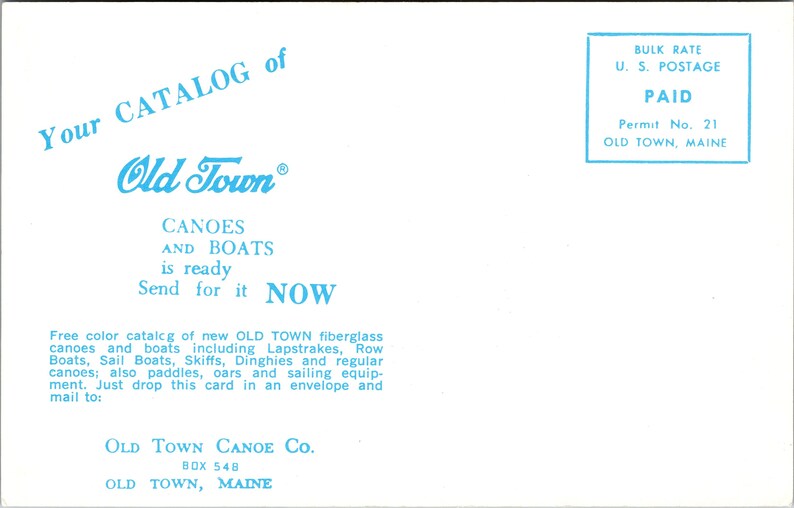 Your CATALOG of
Old Town®
CANOES
AND BOATS
is ready
Send for it NOW
Free color catalcg of new OLD TOWN fiberglass
canoes and boats including Lapstrakes, Row
Boats, Sail Boats, Skiffs, Dinghies and regular
canoes; also paddles, oars and sailing equip-
ment. Just drop this card in an envelope and
mail to:
OLD TOWN CANOE CO.
BOX 548
OLD TOWN, MAINE
BULK RATE
U. S. POSTAGE
PAID
Permit No. 21
OLD TOWN, MAINE